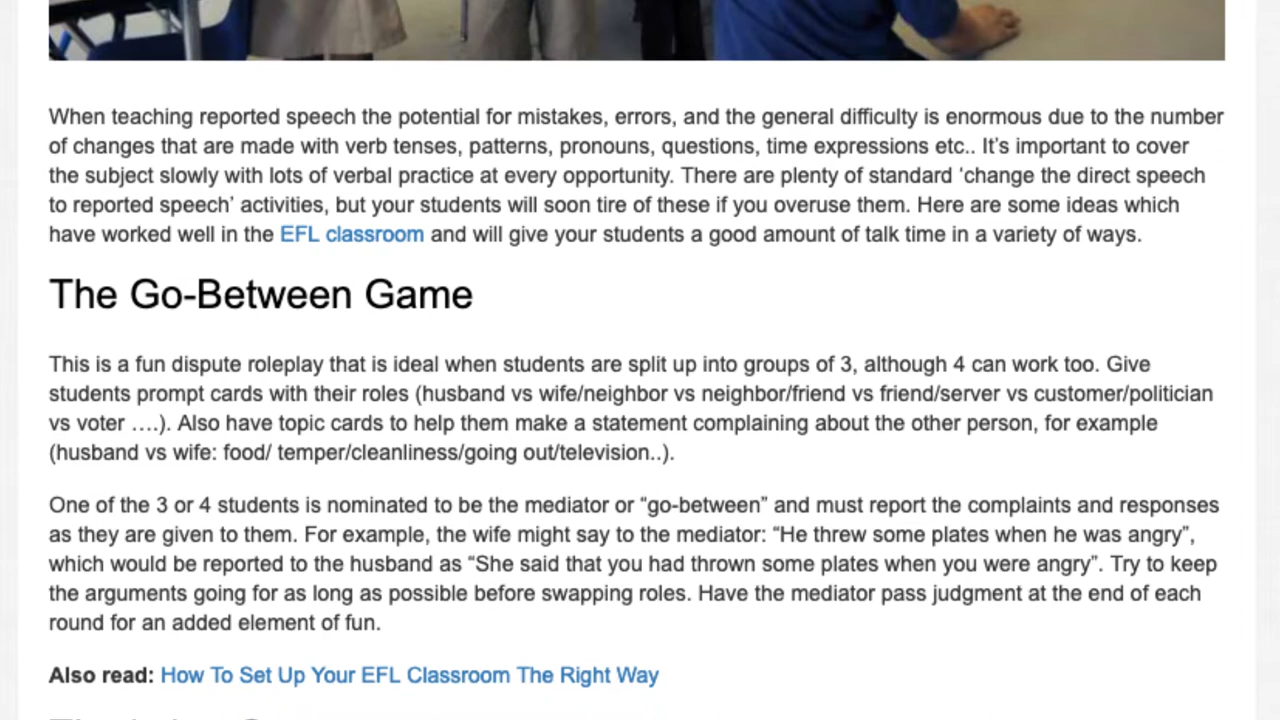 When teaching reported speech the potential for mistakes, errors, and the general difficulty is enormous due to the number
of changes that are made with verb tenses, patterns, pronouns, questions, time expressions etc.. It’s important to cover
the subject slowly with lots of verbal practice at every opportunity. There are plenty of standard ‘change the direct speech
to reported speech’ activities, but your students will soon tire of these if you overuse them. Here are some ideas which
have worked well in the EFL classroom and will give your students a good amount of talk time in a variety of ways.
The Go-Between Game
This is a fun dispute roleplay that is ideal when students are split up into groups of 3, although 4 can work too. Give
students prompt cards with their roles (husband vs wife/neighbor vs neighbor/friend vs friend/server vs customer/politician
vs voter ….). Also have topic cards to help them make a statement complaining about the other person, for example
(husband vs wife: food/ temper/cleanliness/going out/television..).
One of the 3 or 4 students is nominated to be the mediator or “go-between” and must report the complaints and responses
as they are given to them. For example, the wife might say to the mediator: “He threw some plates when he was angry”,
which would be reported to the husband as “She said that you had thrown some plates when you were angry”. Try to keep
the arguments going for as long as possible before swapping roles. Have the mediator pass judgment at the end of each
round for an added element of fun.
Also read: How To Set Up Your EFL Classroom The Right Way